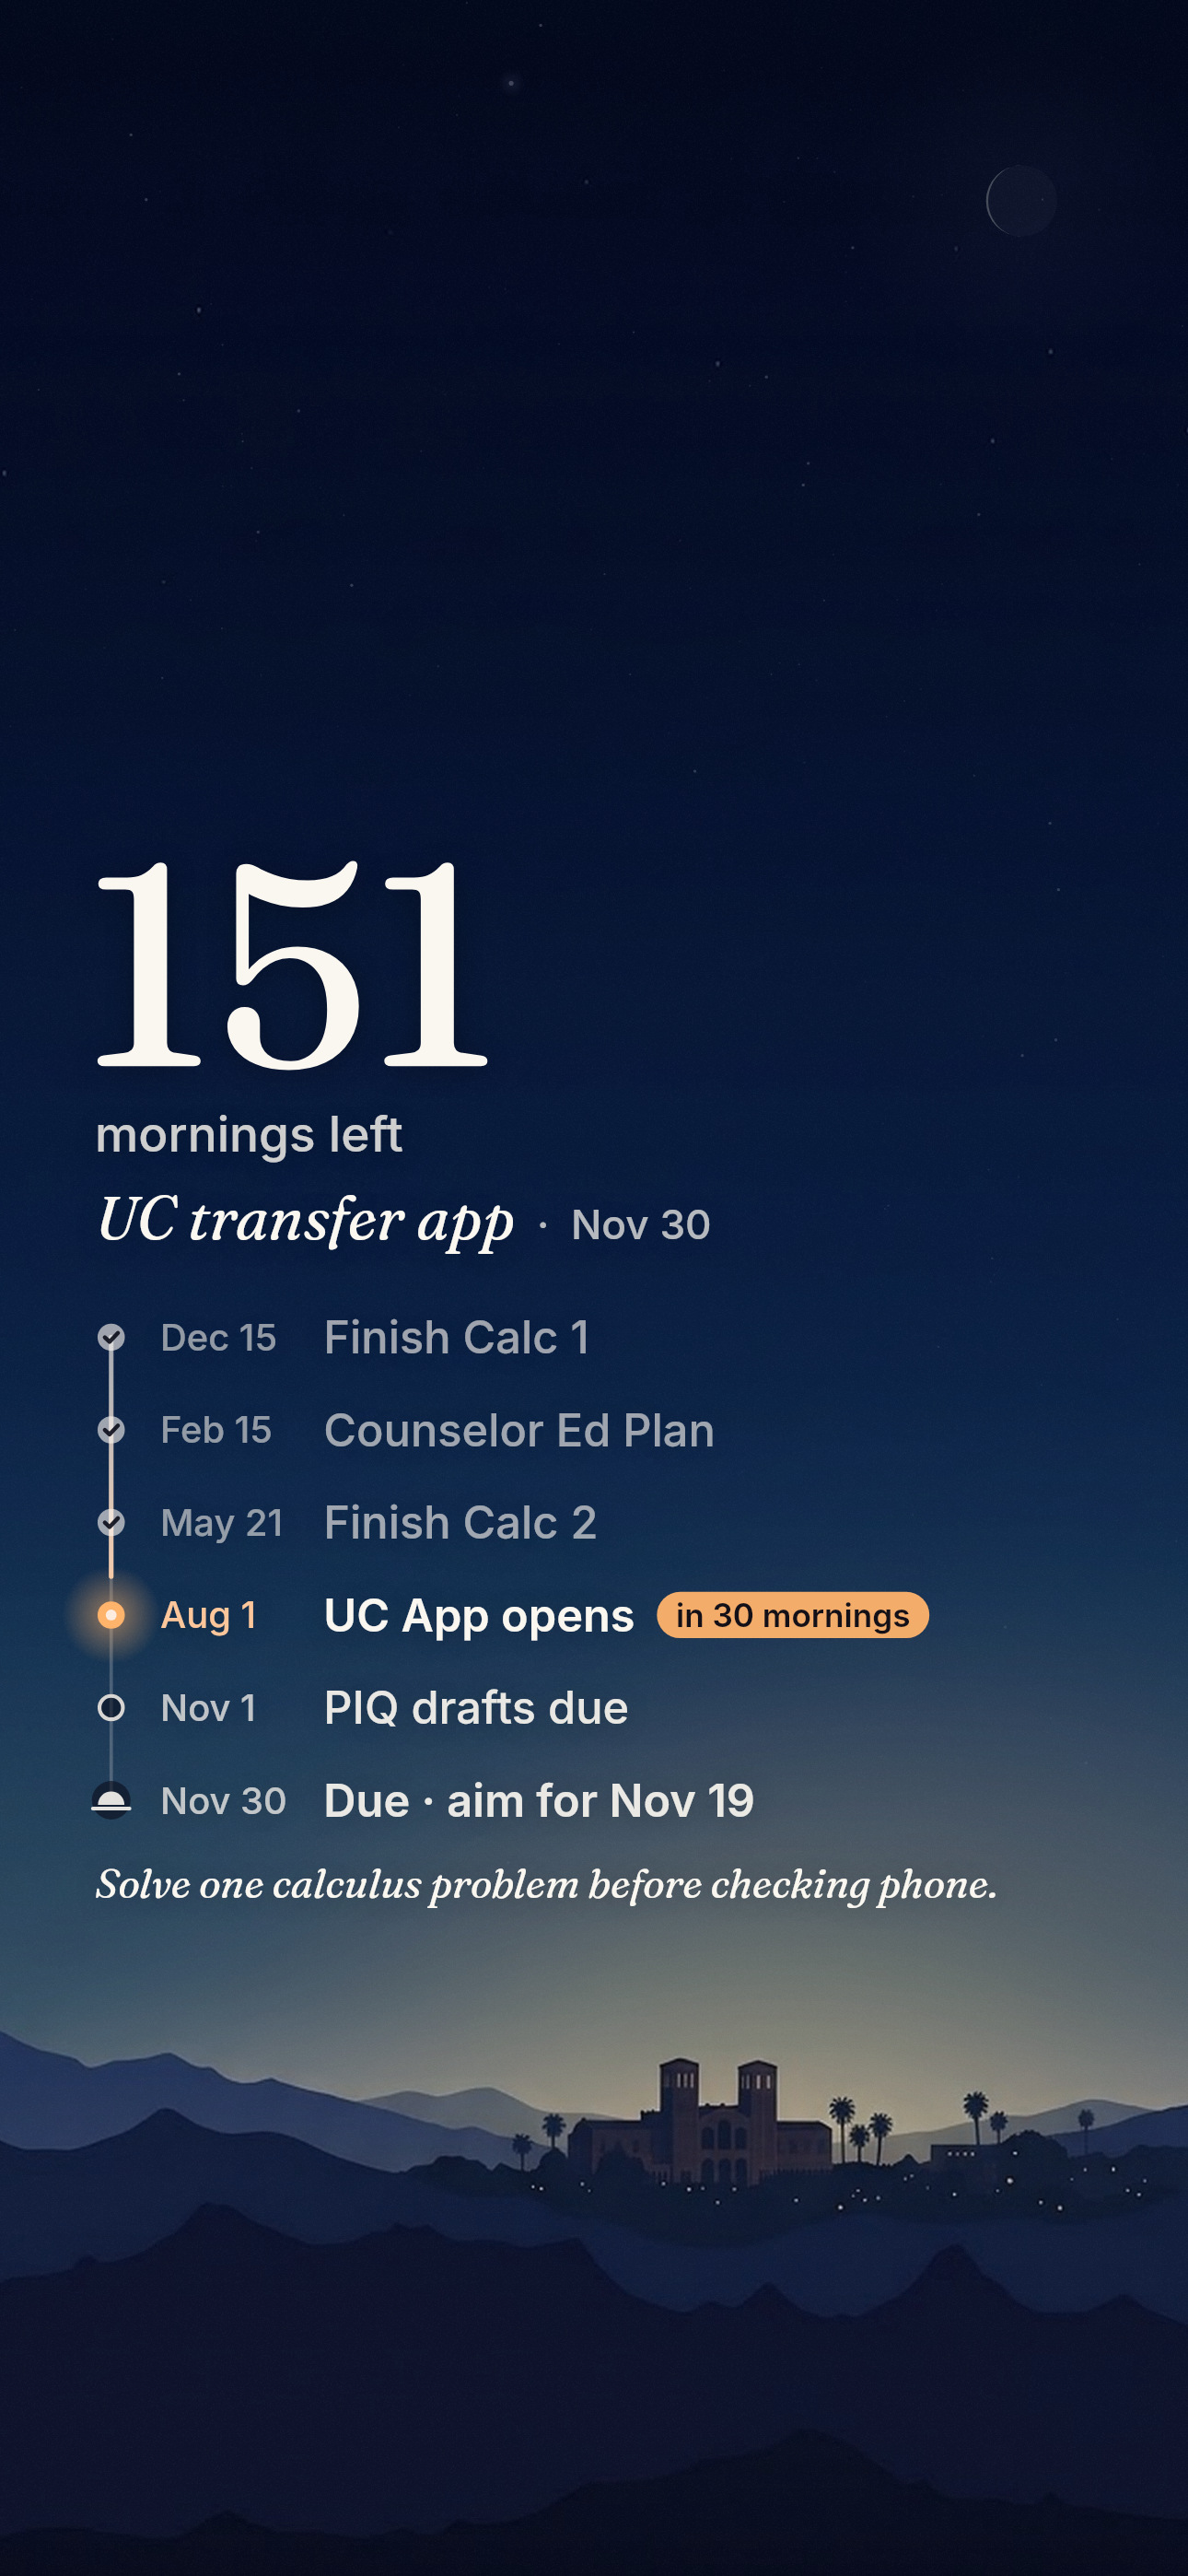 151
mornings left
UC transfer app · Nov 30
Dec 15 Finish Calc 1
Feb 15 Counselor Ed Plan
May 21 Finish Calc 2
Aug 1 UC App opens in 30 mornings
Nov 1 PIQ drafts due
Nov 30 Due · aim for Nov 19
Solve one calculus problem before checking phone.